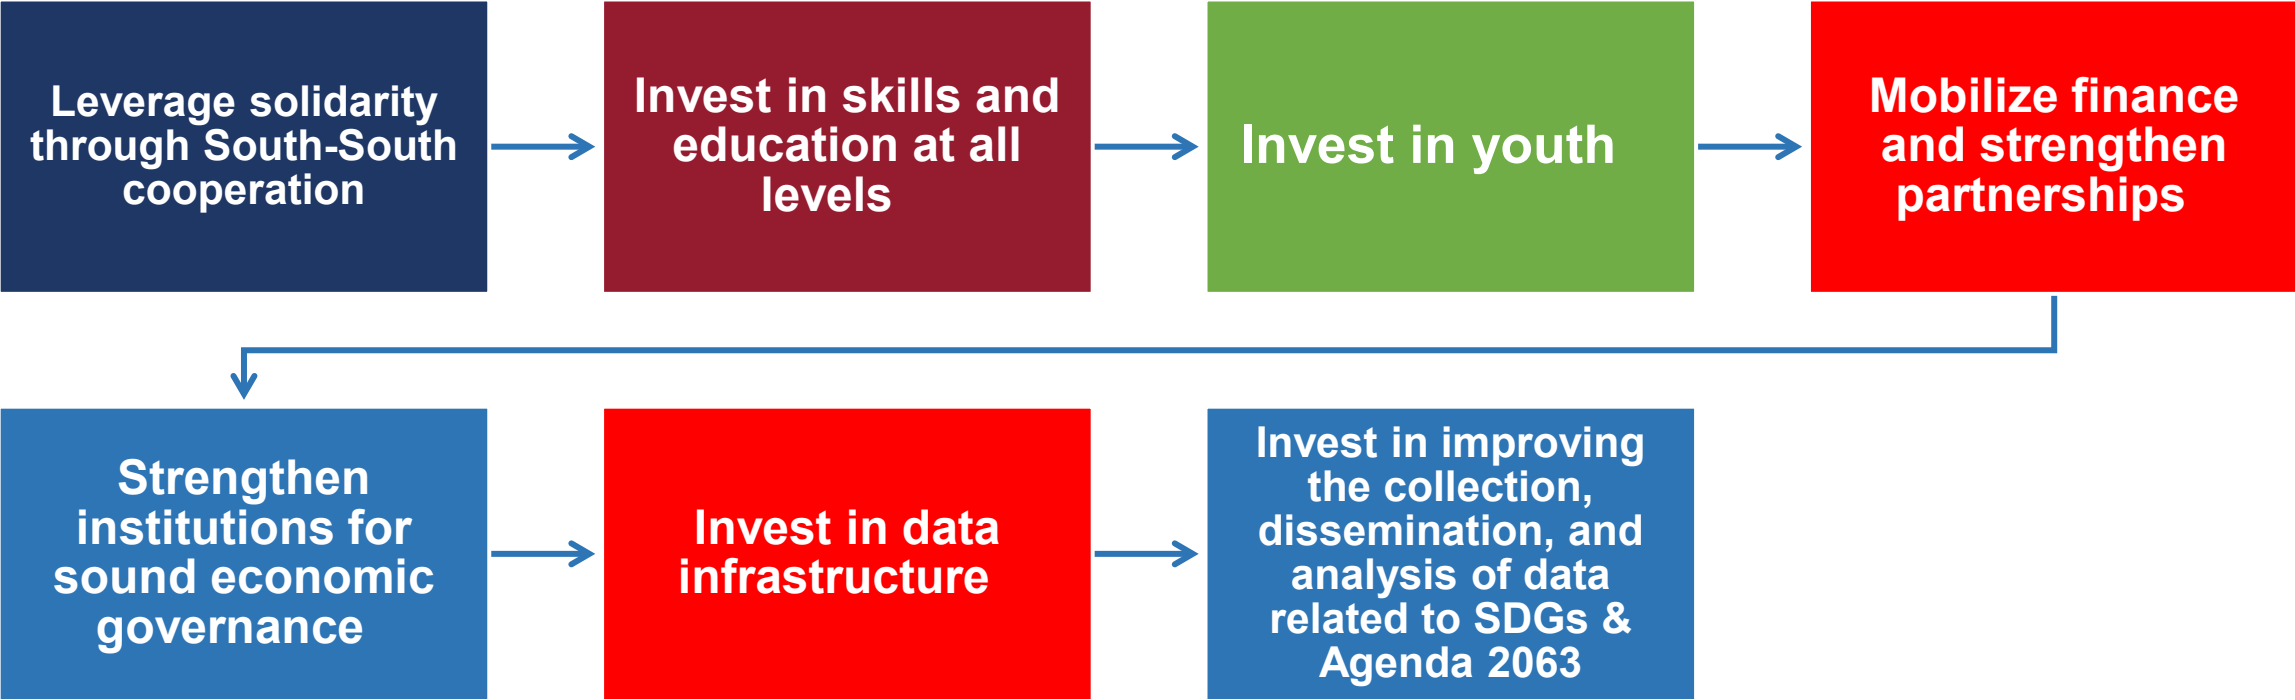 Leverage solidarity
through South-South
cooperation
Invest in skills and
education at all
levels
Invest in youth
Mobilize finance
and strengthen
partnerships
Strengthen
institutions for
sound economic
governance
Invest in data
infrastructure
Invest in improving
the collection,
dissemination, and
analysis of data
related to SDGs &
Agenda 2063